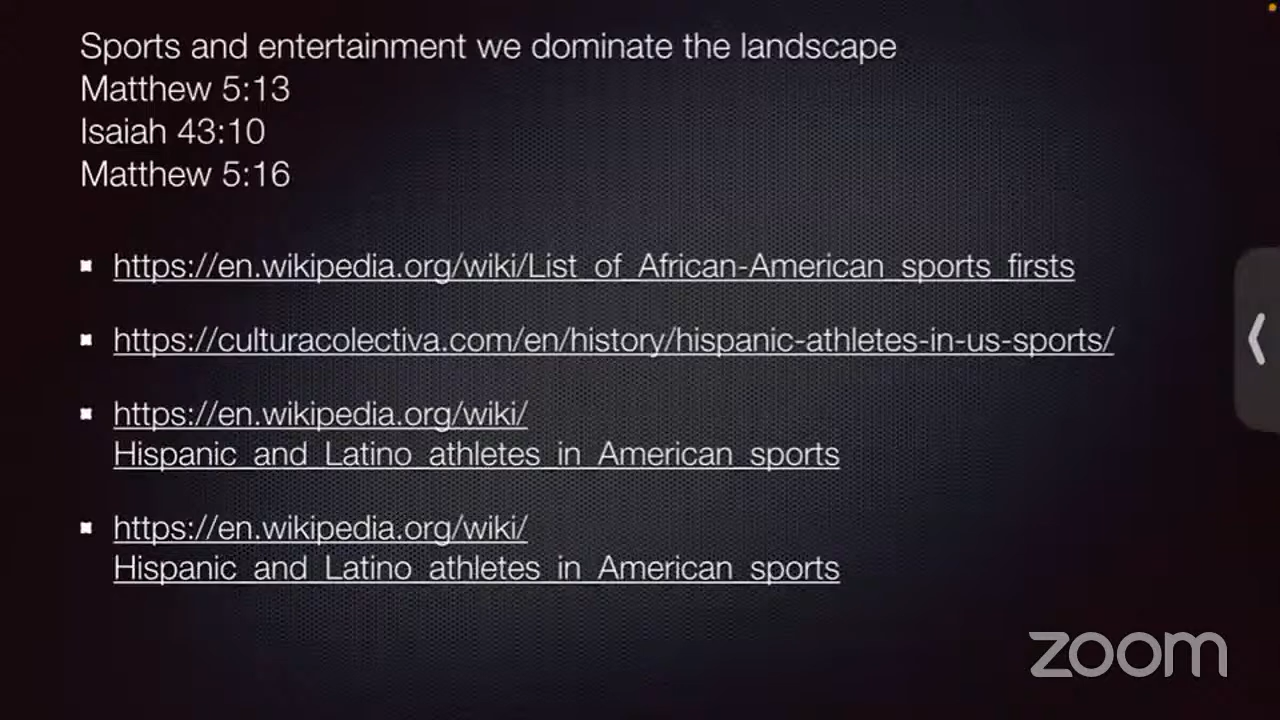 Sports and entertainment we dominate the landscape
Matthew 5:13
Isaiah 43:10
Matthew 5:16
https://en.wikipedia.org/wiki/List_of_African-American_sports_firsts
https://culturacolectiva.com/en/history/hispanic-athletes-in-us-sports/
https://en.wikipedia.org/wiki/
Hispanic_and_Latino_athletes_in_American_sports
https://en.wikipedia.org/wiki/
Hispanic_and_Latino_athletes_in_American_sports
zoom